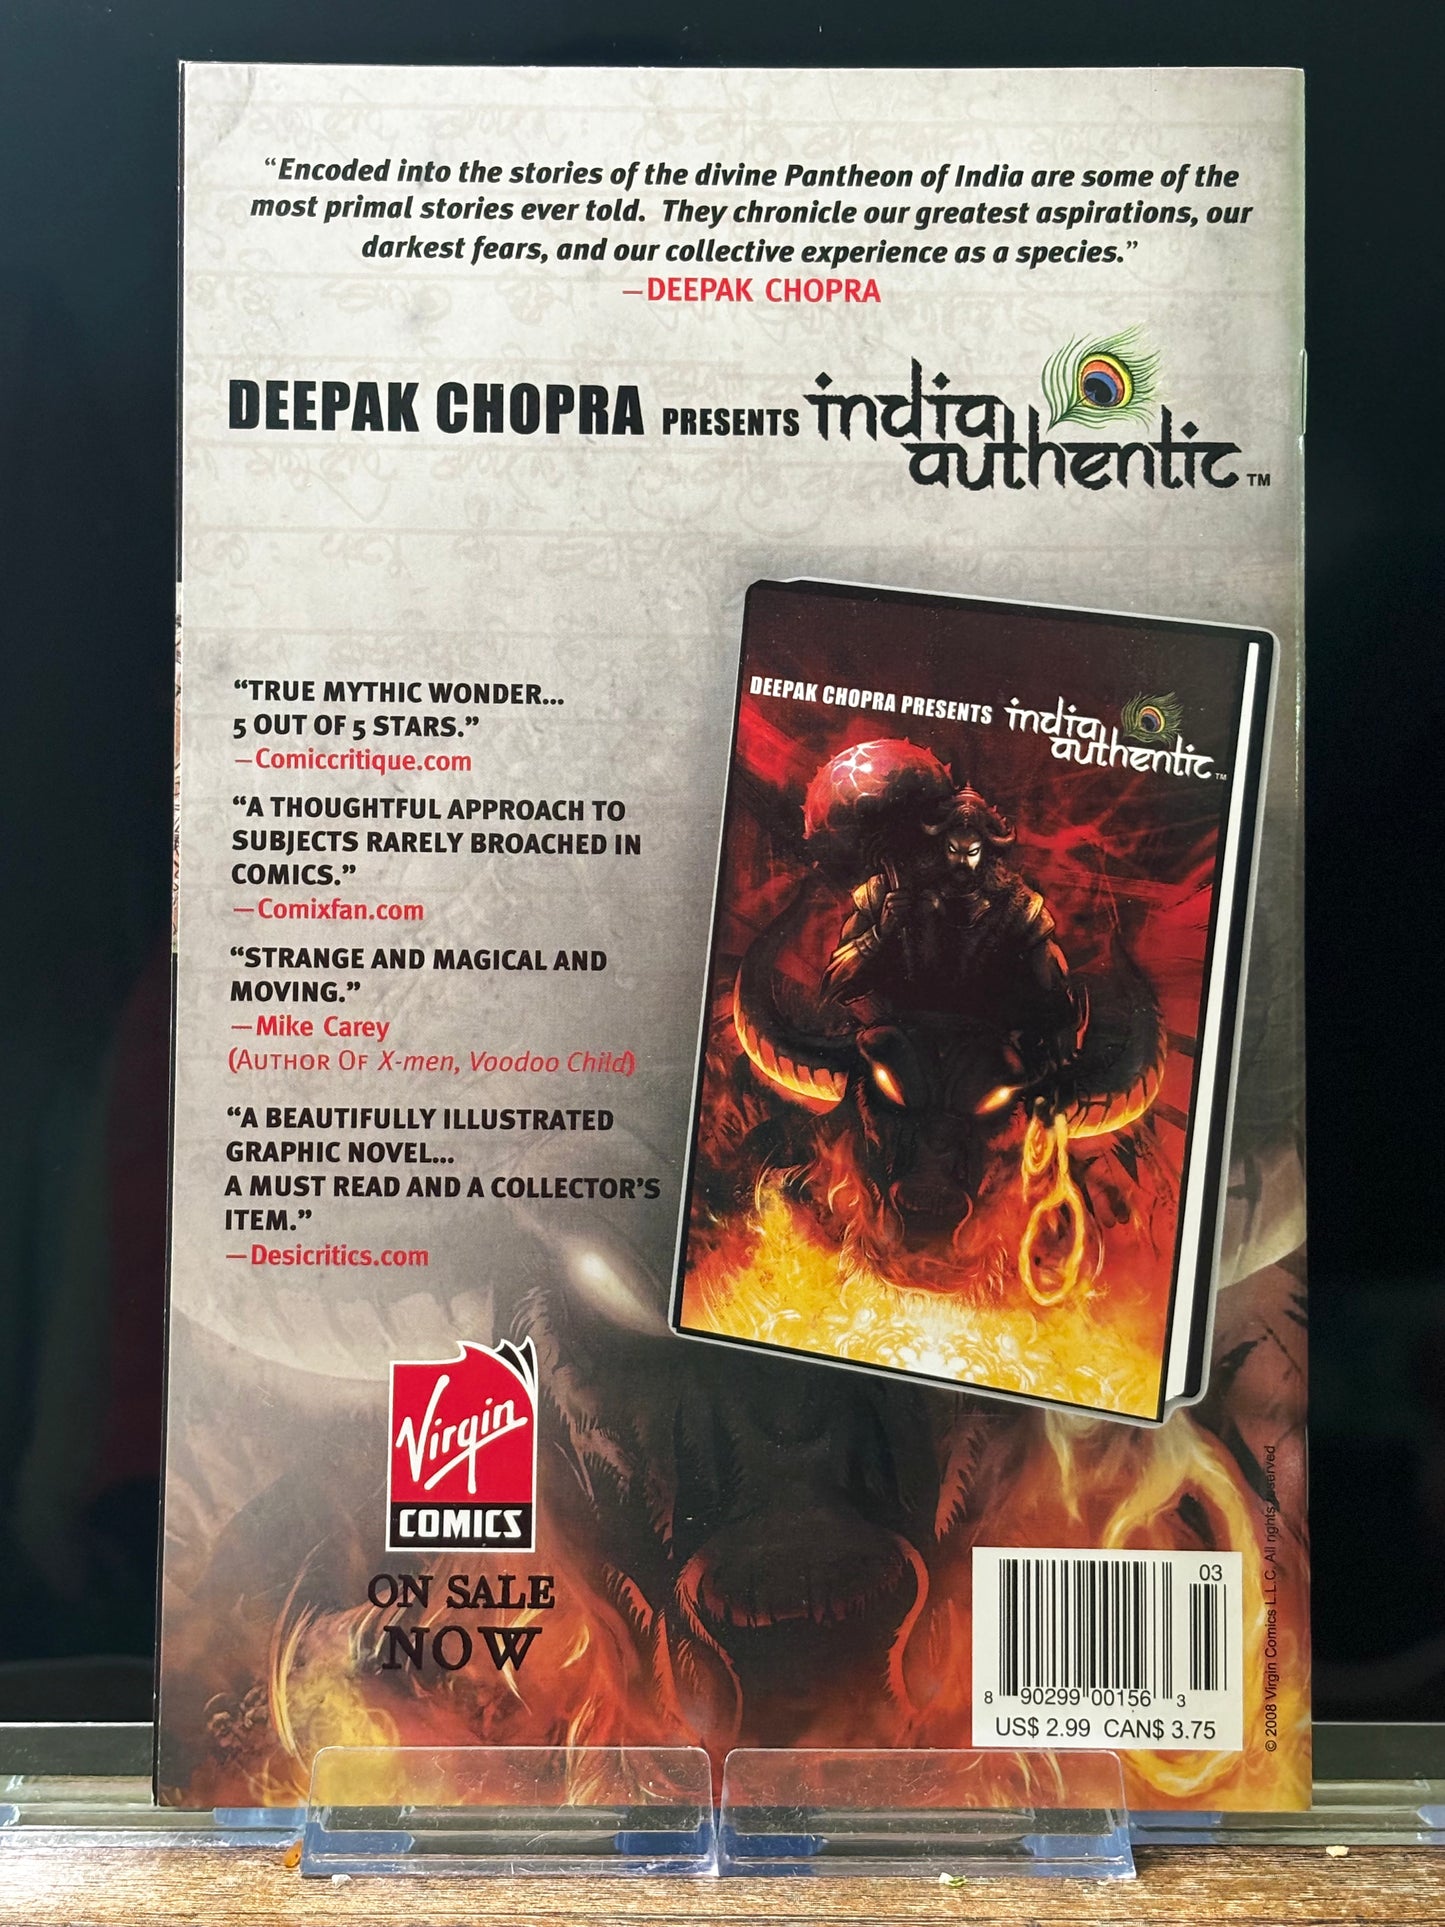 “Encoded into the stories of the divine Pantheon of India are some of the
most primal stories ever told. They chronicle our greatest aspirations, our
darkest fears, and our collective experience as a species.”
—DEEPAK CHOPRA
DEEPAK CHOPRA PRESENTS india authentic™
“TRUE MYTHIC WONDER...
5 OUT OF 5 STARS.”
—Comiccritique.com
“A THOUGHTFUL APPROACH TO
SUBJECTS RARELY BROACHED IN
COMICS.”
—Comixfan.com
“STRANGE AND MAGICAL AND
MOVING.”
—Mike Carey
(AUTHOR OF X-men, Voodoo Child)
“A BEAUTIFULLY ILLUSTRATED
GRAPHIC NOVEL...
A MUST READ AND A COLLECTOR’S
ITEM.”
—Desicritics.com
DEEPAK CHOPRA PRESENTS india authentic™
Virgin
COMICS
ON SALE
NOW
03
8 90299 00156 3
US$ 2.99 CAN$ 3.75
© 2008 Virgin Comics L.L.C. All rights reserved